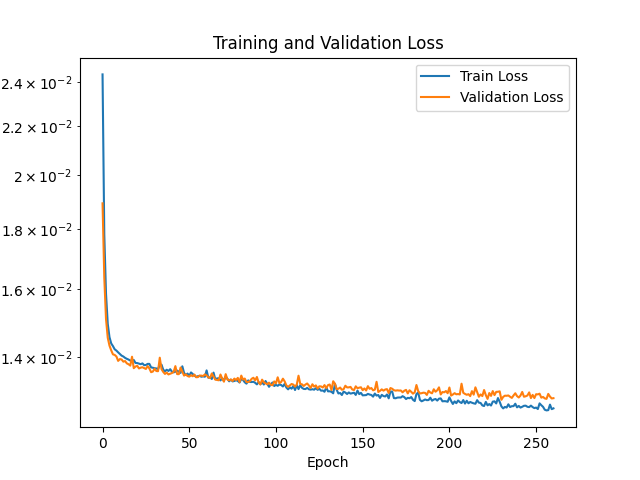 Training and Validation Loss
Train Loss
Validation Loss
2.4 × 10⁻²
2.2 × 10⁻²
2 × 10⁻²
1.8 × 10⁻²
1.6 × 10⁻²
1.4 × 10⁻²
0 50 100 150 200 250
Epoch